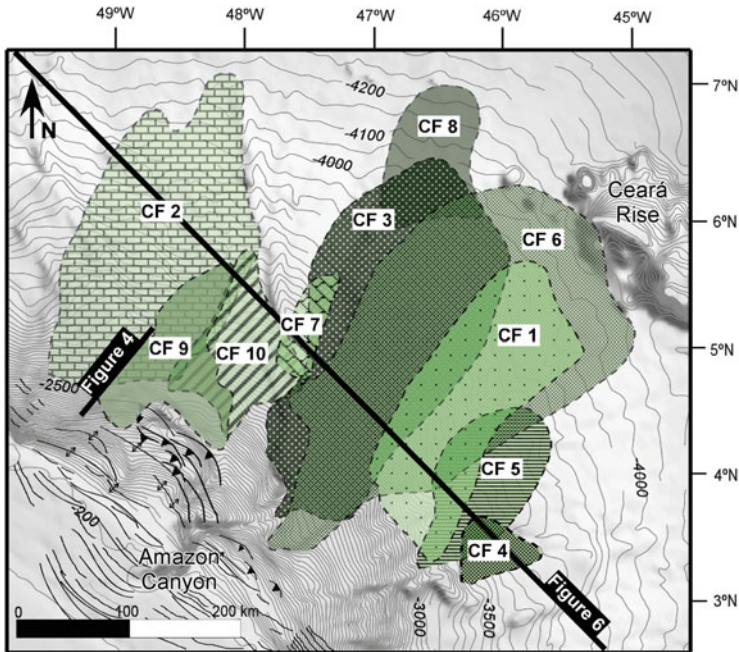 49ºW 48ºW 47ºW 46ºW 45ºW
7ºN
-4200
CF 8
-4100
N
-4000
Ceará
Rise
CF 2
CF 3
6ºN
CF 6
CF 7
CF 1
Figure 4
CF 9
CF 10
5ºN
-2500
CF 5
4ºN
-4000
-200
CF 4
Amazon
Canyon
Figure 6
0 100 200 km
-3000
-3500
3ºN